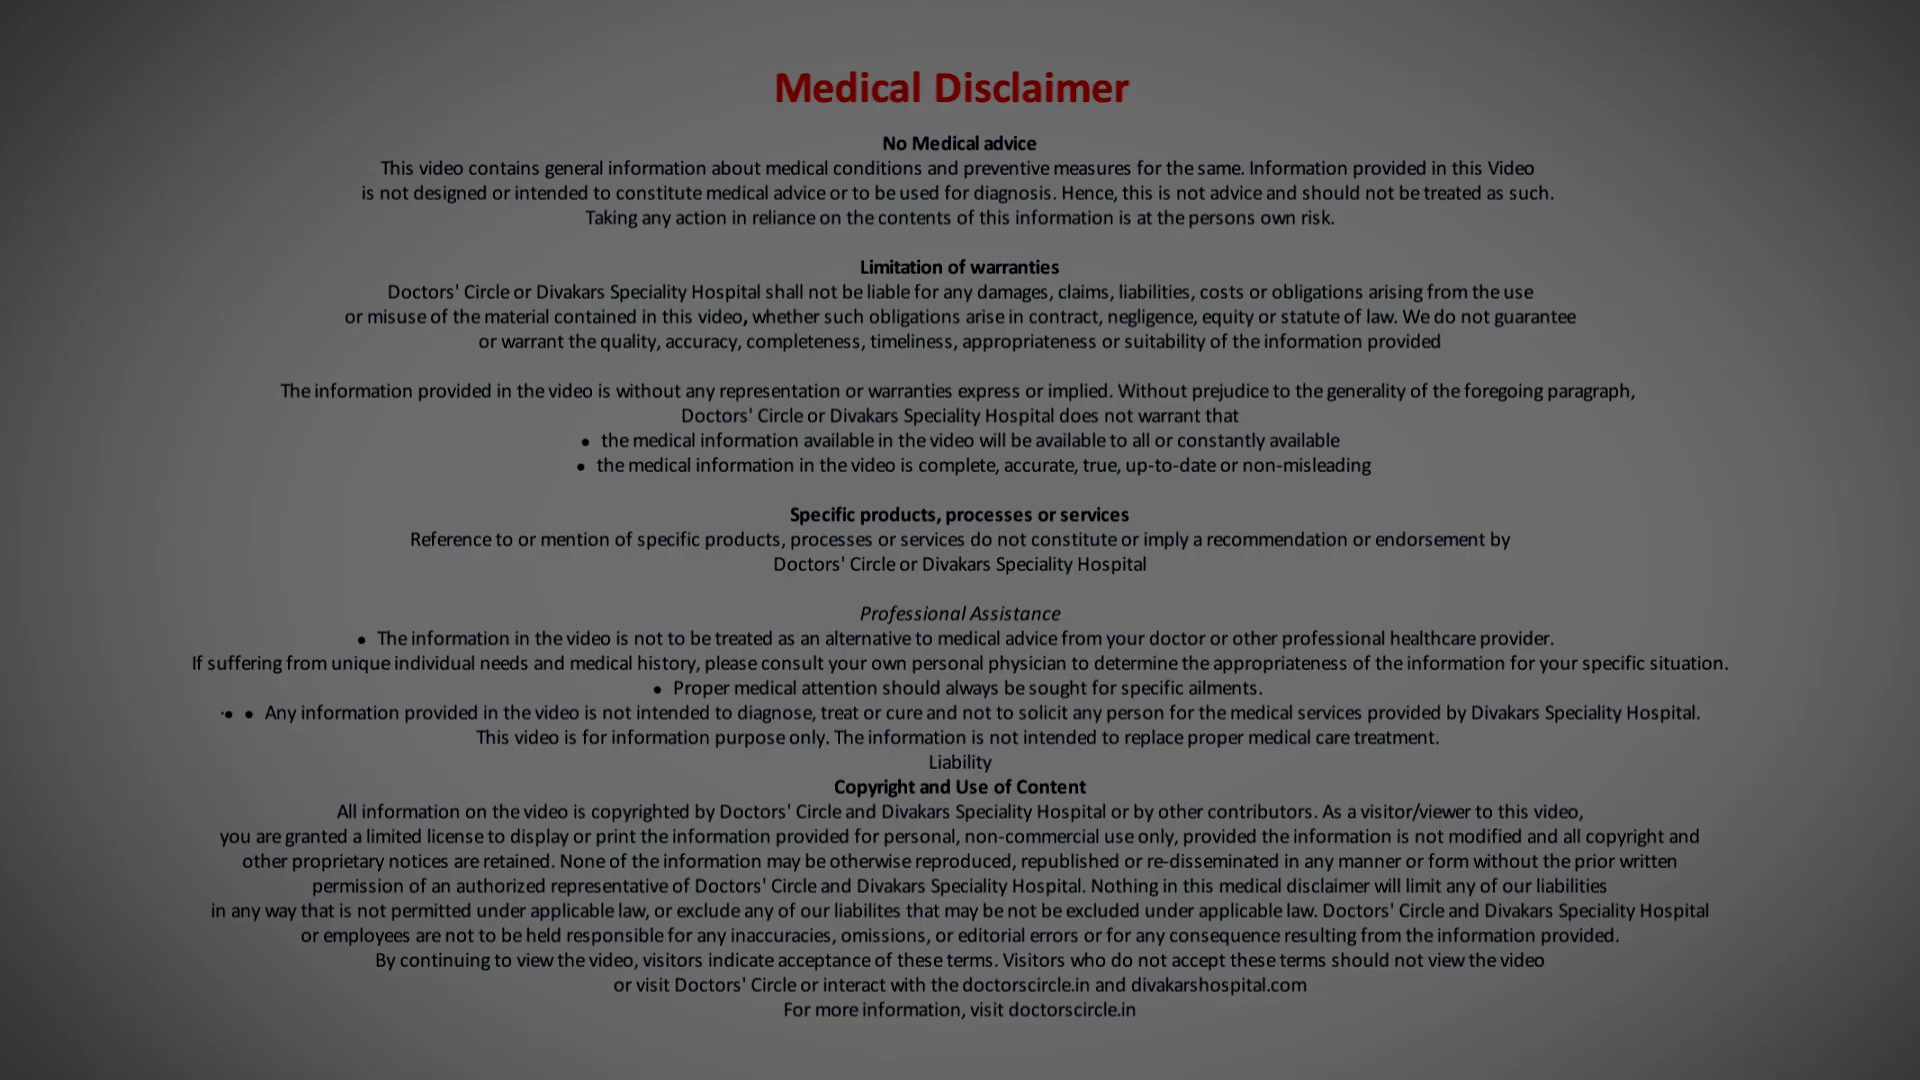 Medical Disclaimer
No Medical advice
This video contains general information about medical conditions and preventive measures for the same. Information provided in this Video
is not designed or intended to constitute medical advice or to be used for diagnosis. Hence, this is not advice and should not be treated as such.
Taking any action in reliance on the contents of this information is at the persons own risk.
Limitation of warranties
Doctors' Circle or Divakars Speciality Hospital shall not be liable for any damages, claims, liabilities, costs or obligations arising from the use
or misuse of the material contained in this video, whether such obligations arise in contract, negligence, equity or statute of law. We do not guarantee
or warrant the quality, accuracy, completeness, timeliness, appropriateness or suitability of the information provided
The information provided in the video is without any representation or warranties express or implied. Without prejudice to the generality of the foregoing paragraph,
Doctors' Circle or Divakars Speciality Hospital does not warrant that
• the medical information available in the video will be available to all or constantly available
• the medical information in the video is complete, accurate, true, up-to-date or non-misleading
Specific products, processes or services
Reference to or mention of specific products, processes or services do not constitute or imply a recommendation or endorsement by
Doctors' Circle or Divakars Speciality Hospital
Professional Assistance
• The information in the video is not to be treated as an alternative to medical advice from your doctor or other professional healthcare provider.
If suffering from unique individual needs and medical history, please consult your own personal physician to determine the appropriateness of the information for your specific situation.
• Proper medical attention should always be sought for specific ailments.
·• • Any information provided in the video is not intended to diagnose, treat or cure and not to solicit any person for the medical services provided by Divakars Speciality Hospital.
This video is for information purpose only. The information is not intended to replace proper medical care treatment.
Liability
Copyright and Use of Content
All information on the video is copyrighted by Doctors' Circle and Divakars Speciality Hospital or by other contributors. As a visitor/viewer to this video,
you are granted a limited license to display or print the information provided for personal, non-commercial use only, provided the information is not modified and all copyright and
other proprietary notices are retained. None of the information may be otherwise reproduced, republished or re-disseminated in any manner or form without the prior written
permission of an authorized representative of Doctors' Circle and Divakars Speciality Hospital. Nothing in this medical disclaimer will limit any of our liabilities
in any way that is not permitted under applicable law, or exclude any of our liabilites that may be not be excluded under applicable law. Doctors' Circle and Divakars Speciality Hospital
or employees are not to be held responsible for any inaccuracies, omissions, or editorial errors or for any consequence resulting from the information provided.
By continuing to view the video, visitors indicate acceptance of these terms. Visitors who do not accept these terms should not view the video
or visit Doctors' Circle or interact with the doctorscircle.in and divakarshospital.com
For more information, visit doctorscircle.in